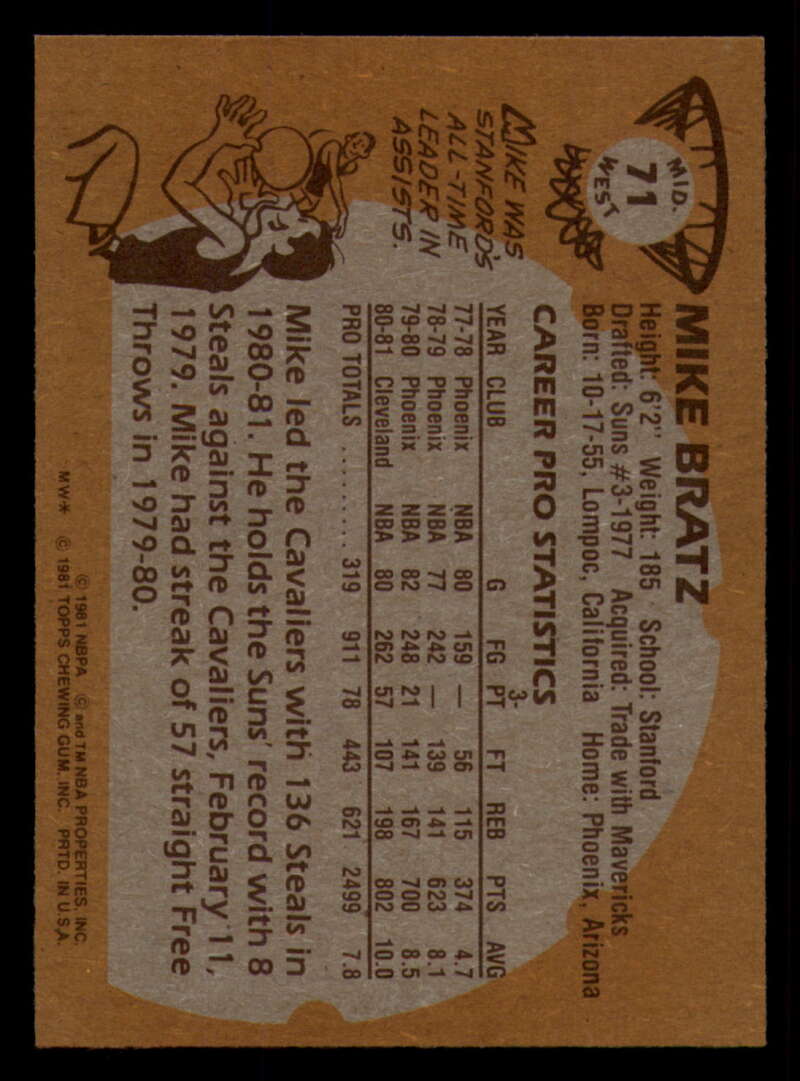 MID.
71
WEST
MIKE BRATZ
Height: 6'2" Weight: 185 School: Stanford
Drafted: Suns #3-1977 Acquired: Trade with Mavericks
Born: 10-17-55, Lompoc, California Home: Phoenix, Arizona
MIKE WAS
STANFORD'S
ALL-TIME
LEADER IN
ASSISTS.
CAREER PRO STATISTICS
YEAR CLUB G FG 3-PT FT REB PTS AVG
77-78 Phoenix NBA 80 159 — 56 115 374 4.7
78-79 Phoenix NBA 77 242 — 139 141 623 8.1
79-80 Phoenix NBA 82 248 21 141 167 700 8.5
80-81 Cleveland NBA 80 262 57 107 198 802 10.0
PRO TOTALS .......... 319 911 78 443 621 2499 7.8
Mike led the Cavaliers with 136 Steals in
1980-81. He holds the Suns' record with 8
Steals against the Cavaliers, February 11,
1979. Mike had streak of 57 straight Free
Throws in 1979-80.
© 1981 NBPA © and TM NBA PROPERTIES, INC.
MW* © 1981 TOPPS CHEWING GUM, INC. PRTD. IN U.S.A.